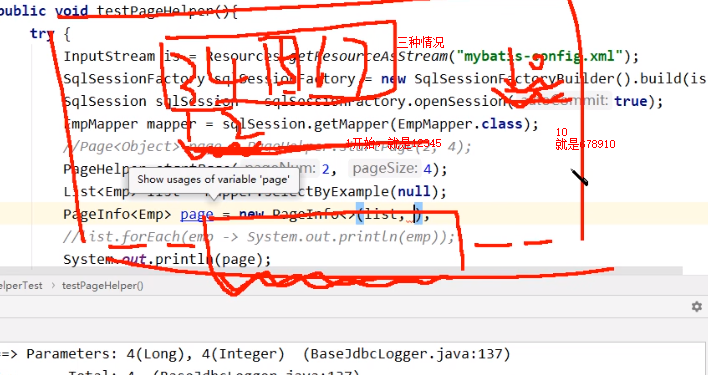 public void testPageHelper(){
try {
InputStream is = Resources.getResourceAsStream("mybatis-config.xml");
三种情况
SqlSessionFactory sqlSessionFactory = new SqlSessionFactoryBuilder().build(is
SqlSession sqlSession = sqlSessionFactory.openSession( autoCommit: true);
EmpMapper mapper = sqlSession.getMapper(EmpMapper.class);
10
就是678910
1开始，就是12345
//Page<Object> page = PageHelper.startPage(2, 4);
PageHelper.startPage( pageNum: 2, pageSize: 4);
Show usages of variable 'page'
List<Emp> list = mapper.selectByExample(null);
PageInfo<Emp> page = new PageInfo<>(list, );
//list.forEach(emp -> System.out.println(emp));
System.out.println(page);
elperTest > testPageHelper()
==> Parameters: 4(Long), 4(Integer) (BaseJdbcLogger.java:137)
Total: 4 (BaseJdbcLogger.java:137)